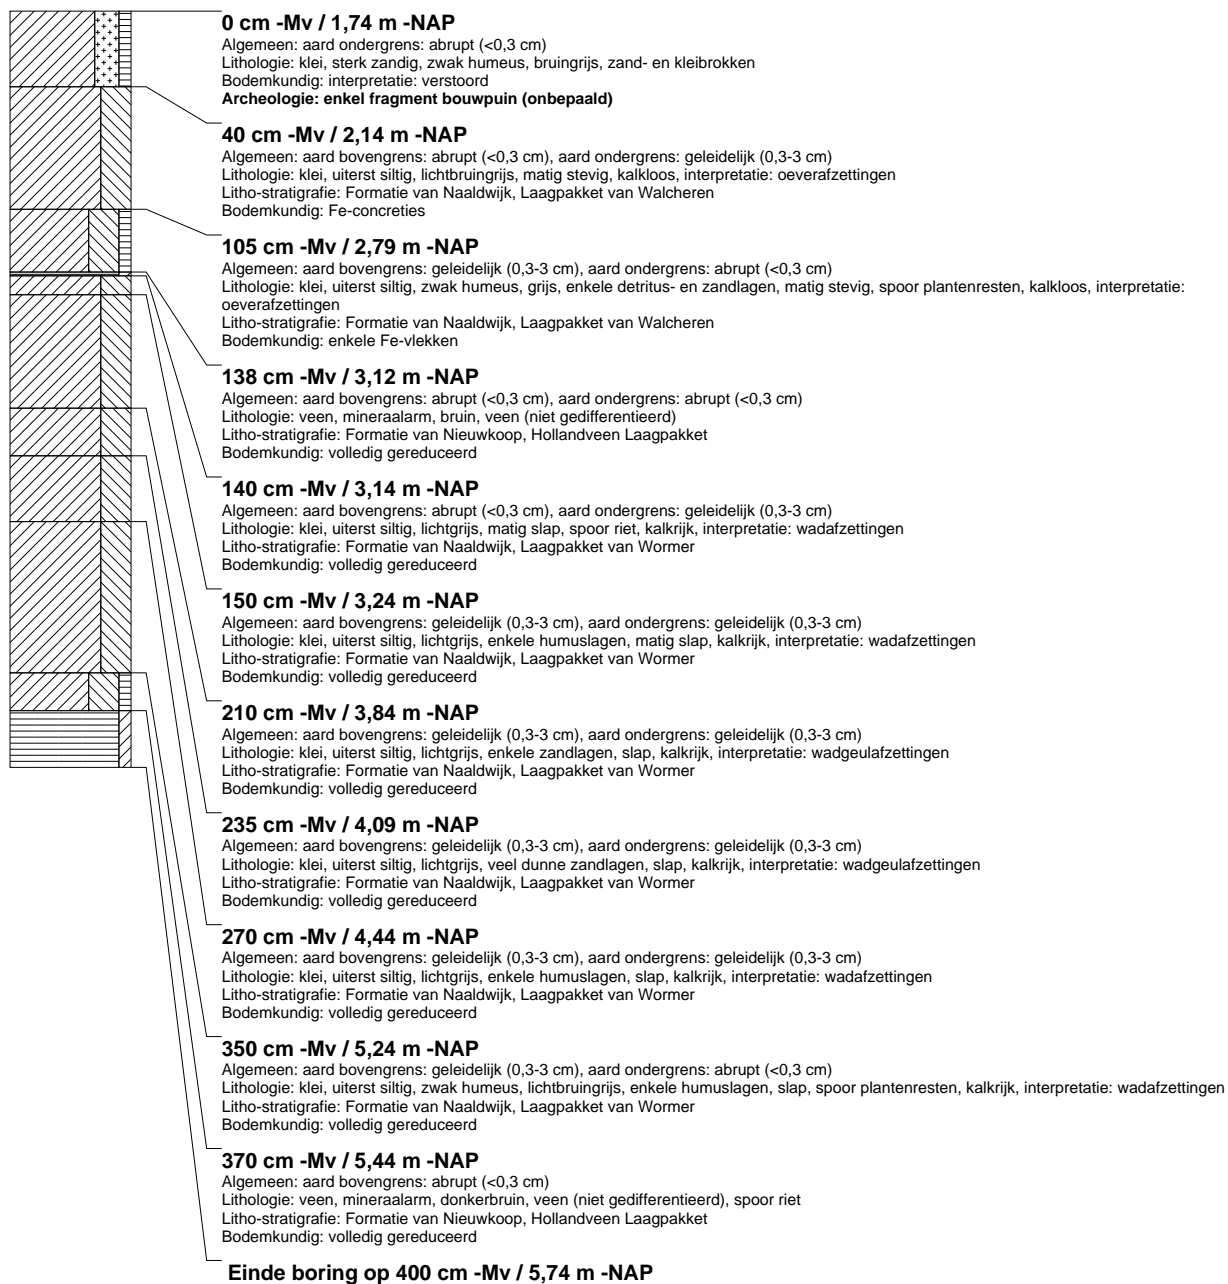 0 cm -Mv / 1,74 m -NAP
Algemeen: aard ondergrens: abrupt (<0,3 cm)
Lithologie: klei, sterk zandig, zwak humeus, bruingrijs, zand- en kleibrokken
Bodemkundig: interpretatie: verstoord
Archeologie: enkel fragment bouwpuin (onbepaald)
40 cm -Mv / 2,14 m -NAP
Algemeen: aard bovengrens: abrupt (<0,3 cm), aard ondergrens: geleidelijk (0,3-3 cm)
Lithologie: klei, uiterst siltig, lichtbruingrijs, matig stevig, kalkloos, interpretatie: oeverafzettingen
Litho-stratigrafie: Formatie van Naaldwijk, Laagpakket van Walcheren
Bodemkundig: Fe-concreties
105 cm -Mv / 2,79 m -NAP
Algemeen: aard bovengrens: geleidelijk (0,3-3 cm), aard ondergrens: abrupt (<0,3 cm)
Lithologie: klei, uiterst siltig, zwak humeus, grijs, enkele detritus- en zandlagen, matig stevig, spoor plantenresten, kalkloos, interpretatie:
oeverafzettingen
Litho-stratigrafie: Formatie van Naaldwijk, Laagpakket van Walcheren
Bodemkundig: enkele Fe-vlekken
138 cm -Mv / 3,12 m -NAP
Algemeen: aard bovengrens: abrupt (<0,3 cm), aard ondergrens: abrupt (<0,3 cm)
Lithologie: veen, mineraalarm, bruin, veen (niet gedifferentieerd)
Litho-stratigrafie: Formatie van Nieuwkoop, Hollandveen Laagpakket
Bodemkundig: volledig gereduceerd
140 cm -Mv / 3,14 m -NAP
Algemeen: aard bovengrens: abrupt (<0,3 cm), aard ondergrens: geleidelijk (0,3-3 cm)
Lithologie: klei, uiterst siltig, lichtgrijs, matig slap, spoor riet, kalkrijk, interpretatie: wadafzettingen
Litho-stratigrafie: Formatie van Naaldwijk, Laagpakket van Wormer
Bodemkundig: volledig gereduceerd
150 cm -Mv / 3,24 m -NAP
Algemeen: aard bovengrens: geleidelijk (0,3-3 cm), aard ondergrens: geleidelijk (0,3-3 cm)
Lithologie: klei, uiterst siltig, lichtgrijs, enkele humuslagen, matig slap, kalkrijk, interpretatie: wadafzettingen
Litho-stratigrafie: Formatie van Naaldwijk, Laagpakket van Wormer
Bodemkundig: volledig gereduceerd
210 cm -Mv / 3,84 m -NAP
Algemeen: aard bovengrens: geleidelijk (0,3-3 cm), aard ondergrens: geleidelijk (0,3-3 cm)
Lithologie: klei, uiterst siltig, lichtgrijs, enkele zandlagen, slap, kalkrijk, interpretatie: wadgeulafzettingen
Litho-stratigrafie: Formatie van Naaldwijk, Laagpakket van Wormer
Bodemkundig: volledig gereduceerd
235 cm -Mv / 4,09 m -NAP
Algemeen: aard bovengrens: geleidelijk (0,3-3 cm), aard ondergrens: geleidelijk (0,3-3 cm)
Lithologie: klei, uiterst siltig, lichtgrijs, veel dunne zandlagen, slap, kalkrijk, interpretatie: wadgeulafzettingen
Litho-stratigrafie: Formatie van Naaldwijk, Laagpakket van Wormer
Bodemkundig: volledig gereduceerd
270 cm -Mv / 4,44 m -NAP
Algemeen: aard bovengrens: geleidelijk (0,3-3 cm), aard ondergrens: geleidelijk (0,3-3 cm)
Lithologie: klei, uiterst siltig, lichtgrijs, enkele humuslagen, slap, kalkrijk, interpretatie: wadafzettingen
Litho-stratigrafie: Formatie van Naaldwijk, Laagpakket van Wormer
Bodemkundig: volledig gereduceerd
350 cm -Mv / 5,24 m -NAP
Algemeen: aard bovengrens: geleidelijk (0,3-3 cm), aard ondergrens: abrupt (<0,3 cm)
Lithologie: klei, uiterst siltig, zwak humeus, lichtbruingrijs, enkele humuslagen, slap, spoor plantenresten, kalkrijk, interpretatie: wadafzettingen
Litho-stratigrafie: Formatie van Naaldwijk, Laagpakket van Wormer
Bodemkundig: volledig gereduceerd
370 cm -Mv / 5,44 m -NAP
Algemeen: aard bovengrens: abrupt (<0,3 cm)
Lithologie: veen, mineraalarm, donkerbruin, veen (niet gedifferentieerd), spoor riet
Litho-stratigrafie: Formatie van Nieuwkoop, Hollandveen Laagpakket
Bodemkundig: volledig gereduceerd
Einde boring op 400 cm -Mv / 5,74 m -NAP